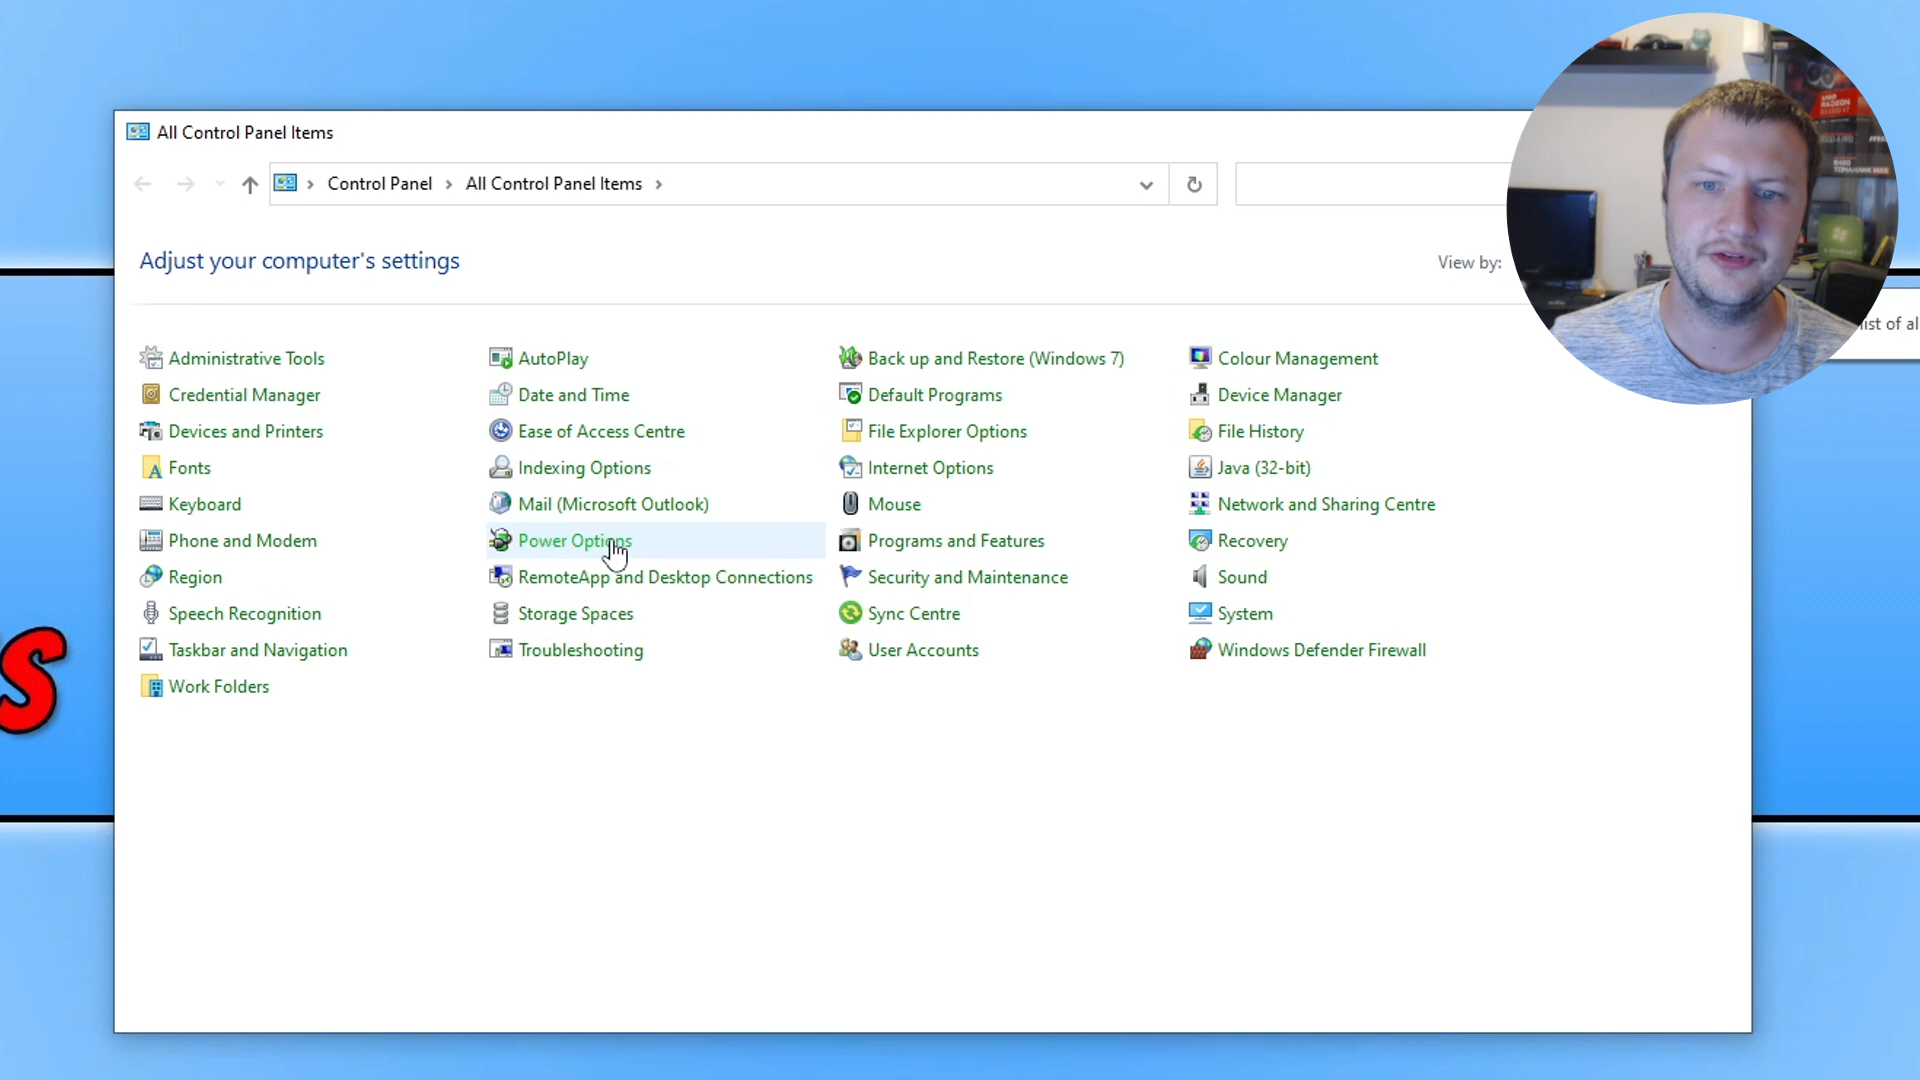 All Control Panel Items
Control Panel > All Control Panel Items >
Adjust your computer's settings
View by:
ist of al
Administrative Tools
AutoPlay
Back up and Restore (Windows 7)
Colour Management
Credential Manager
Date and Time
Default Programs
Device Manager
Devices and Printers
Ease of Access Centre
File Explorer Options
File History
Fonts
Indexing Options
Internet Options
Java (32-bit)
Keyboard
Mail (Microsoft Outlook)
Mouse
Network and Sharing Centre
Phone and Modem
Power Options
Programs and Features
Recovery
Region
RemoteApp and Desktop Connections
Security and Maintenance
Sound
Speech Recognition
Storage Spaces
Sync Centre
System
Taskbar and Navigation
Troubleshooting
User Accounts
Windows Defender Firewall
Work Folders
S
RADEON